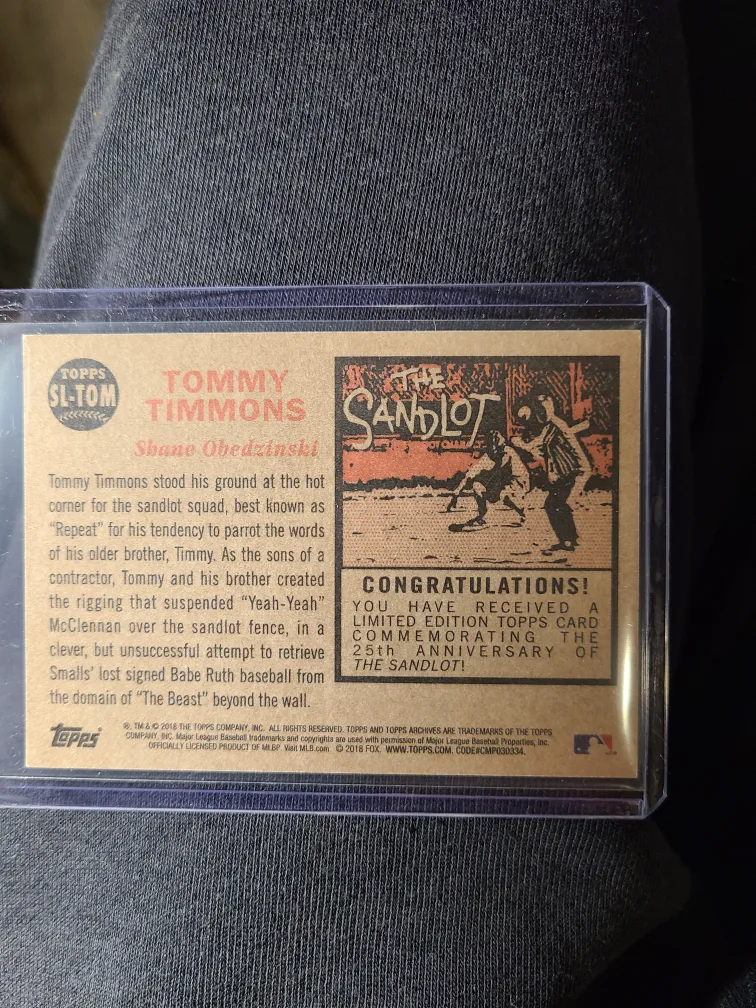 TOPPS
SL-TOM
TOMMY
TIMMONS
Shane Obedzinski
Tommy Timmons stood his ground at the hot
corner for the sandlot squad, best known as
"Repeat" for his tendency to parrot the words
of his older brother, Timmy. As the sons of a
contractor, Tommy and his brother created
the rigging that suspended "Yeah-Yeah"
McClennan over the sandlot fence, in a
clever, but unsuccessful attempt to retrieve
Smalls' lost signed Babe Ruth baseball from
the domain of "The Beast" beyond the wall.
THE
SANDLOT
CONGRATULATIONS!
YOU HAVE RECEIVED A
LIMITED EDITION TOPPS CARD
COMMEMORATING THE
25th ANNIVERSARY OF
THE SANDLOT!
Topps
®, TM & © 2018 THE TOPPS COMPANY, INC. ALL RIGHTS RESERVED. TOPPS AND TOPPS ARCHIVES ARE TRADEMARKS OF THE TOPPS
COMPANY, INC. Major League Baseball trademarks and copyrights are used with permission of Major League Baseball Properties, Inc.
OFFICIALLY LICENSED PRODUCT OF MLBP. Visit MLB.com. © 2018 FOX. WWW.TOPPS.COM. CODE#CMP030334.